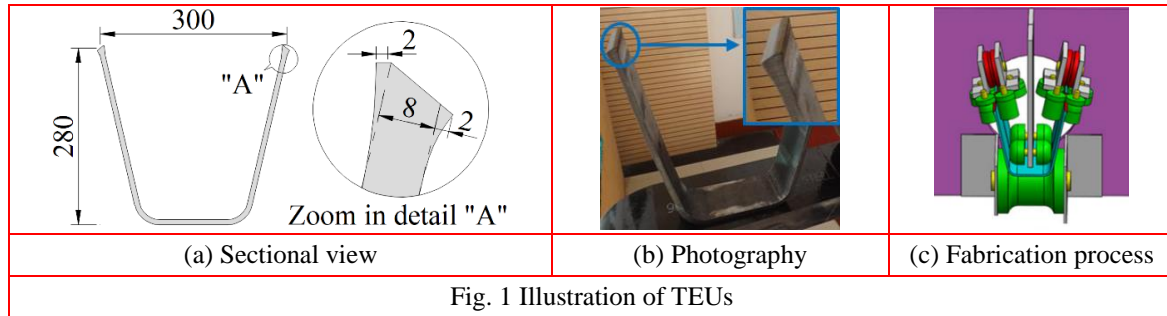 300
2
"A"
8
2
280
Zoom in detail "A"
(a) Sectional view
(b) Photography
(c) Fabrication process
Fig. 1 Illustration of TEUs